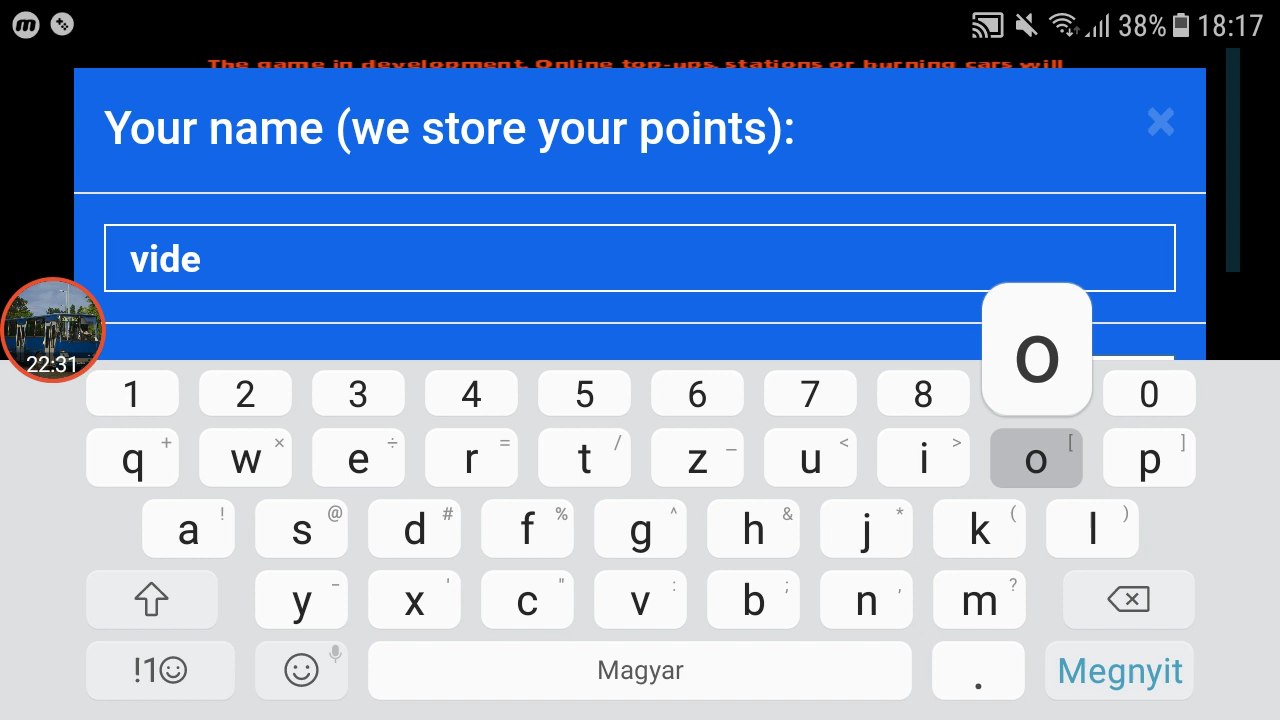 38% 18:17
The game in development. Online top-ups, stations or burning cars will
Your name (we store your points): ×
vide
22:31
o
1 2 3 4 5 6 7 8 0
q + w × e ÷ r = t / z _ u < i > o [ p ]
a ! s @ d # f % g ^ h & j * k ( l )
y - x ' c " v : b ; n , m ?
!1☺ Magyar . Megnyit